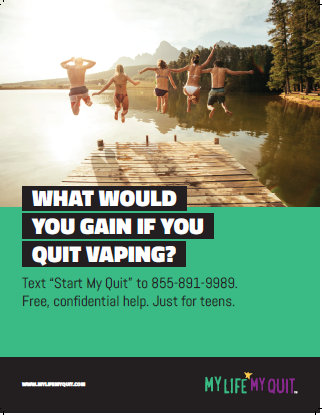 WHAT WOULD
YOU GAIN IF YOU
QUIT VAPING?
Text “Start My Quit” to 855-891-9989.
Free, confidential help. Just for teens.
WWW.MYLIFEMYQUIT.COM
MY LIFE MY QUIT™